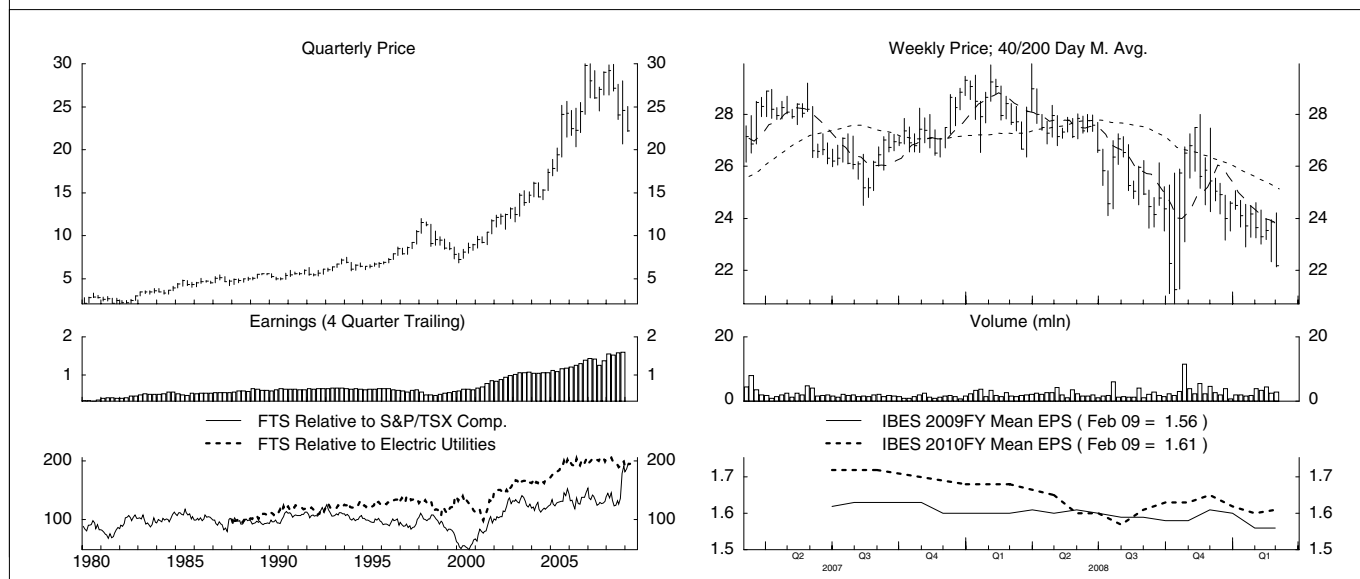 Quarterly Price
30 30
25 25
20 20
15 15
10 10
5 5
Earnings (4 Quarter Trailing)
2 2
1 1
FTS Relative to S&P/TSX Comp.
FTS Relative to Electric Utilities
200 200
100 100
1980 1985 1990 1995 2000 2005
Weekly Price; 40/200 Day M. Avg.
28 28
26 26
24 24
22 22
Volume (mln)
20 20
0 0
IBES 2009FY Mean EPS ( Feb 09 = 1.56 )
IBES 2010FY Mean EPS ( Feb 09 = 1.61 )
1.7 1.7
1.6 1.6
1.5 1.5
Q2 Q3 Q4 Q1 Q2 Q3 Q4 Q1
2007 2008